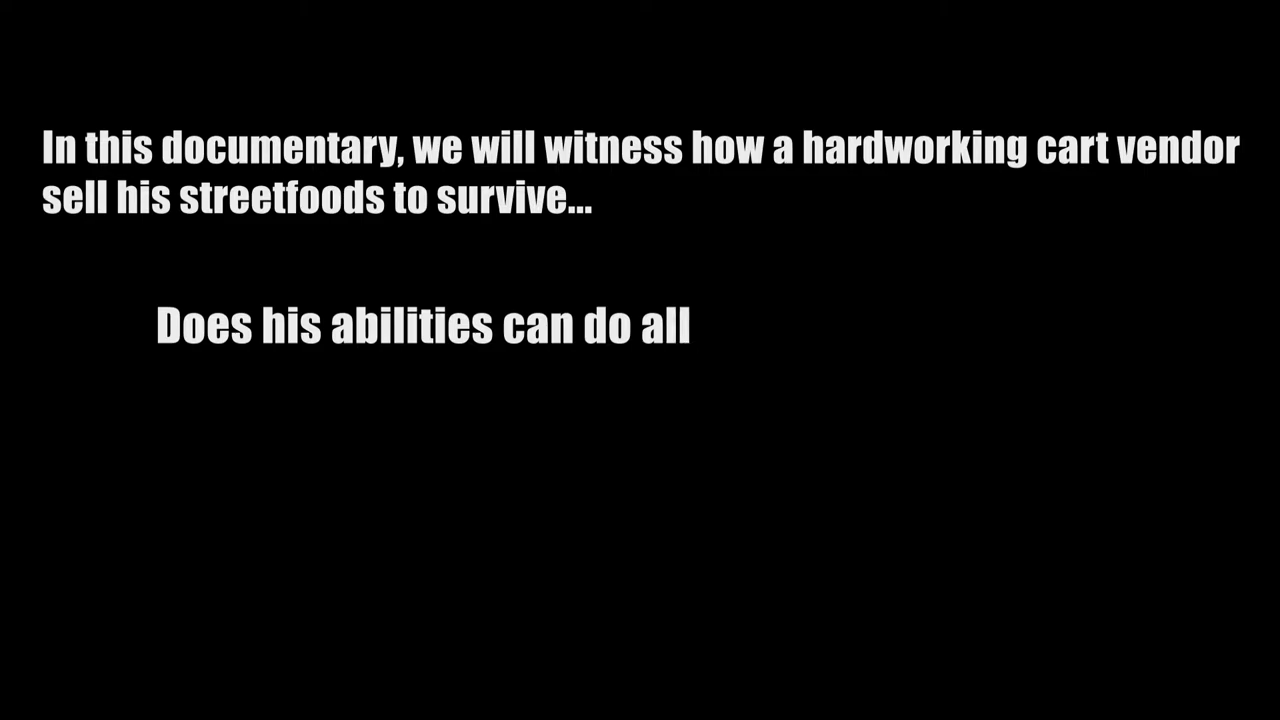 In this documentary, we will witness how a hardworking cart vendor
sell his streetfoods to survive...
Does his abilities can do all